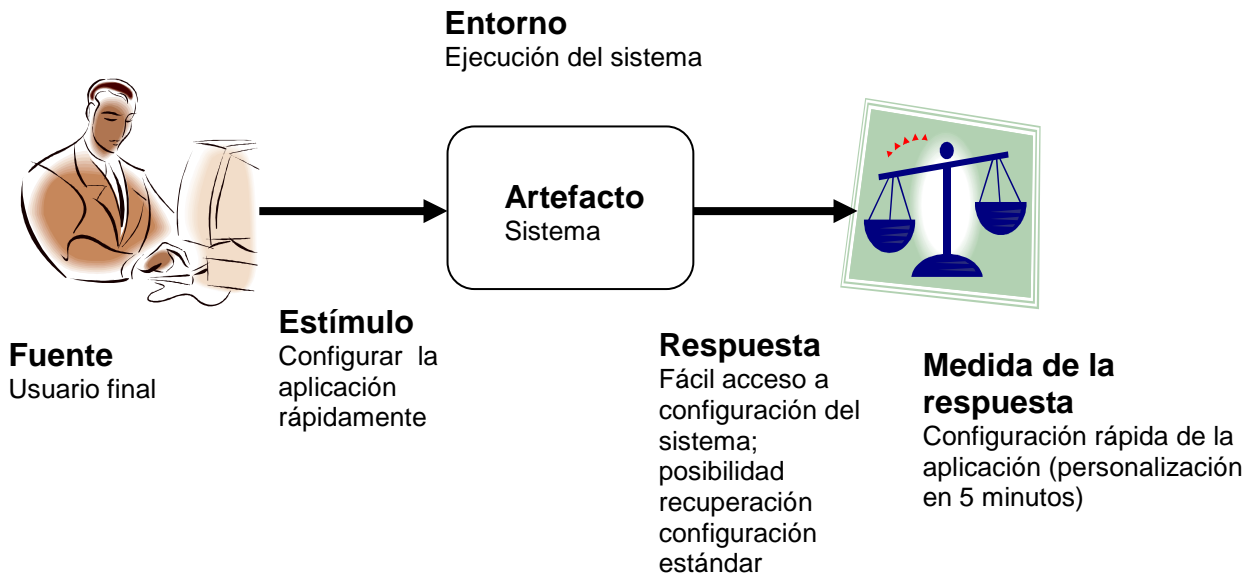 Entorno
Ejecución del sistema
Artefacto
Sistema
Fuente
Usuario final
Estímulo
Configurar la
aplicación
rápidamente
Respuesta
Fácil acceso a
configuración del
sistema;
posibilidad
recuperación
configuración
estándar
Medida de la
respuesta
Configuración rápida de la
aplicación (personalización
en 5 minutos)